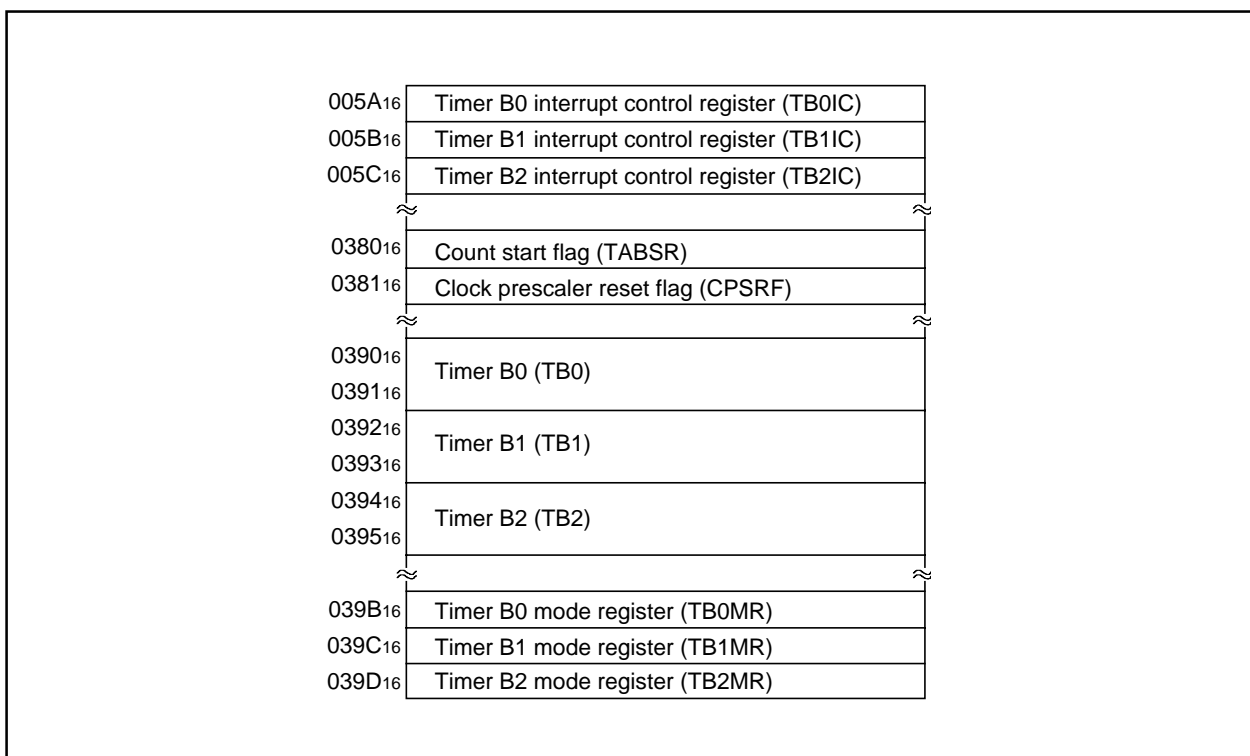 005A16 Timer B0 interrupt control register (TB0IC)
005B16 Timer B1 interrupt control register (TB1IC)
005C16 Timer B2 interrupt control register (TB2IC)
038016 Count start flag (TABSR)
038116 Clock prescaler reset flag (CPSRF)
039016
Timer B0 (TB0)
039116
039216
Timer B1 (TB1)
039316
039416
Timer B2 (TB2)
039516
039B16 Timer B0 mode register (TB0MR)
039C16 Timer B1 mode register (TB1MR)
039D16 Timer B2 mode register (TB2MR)